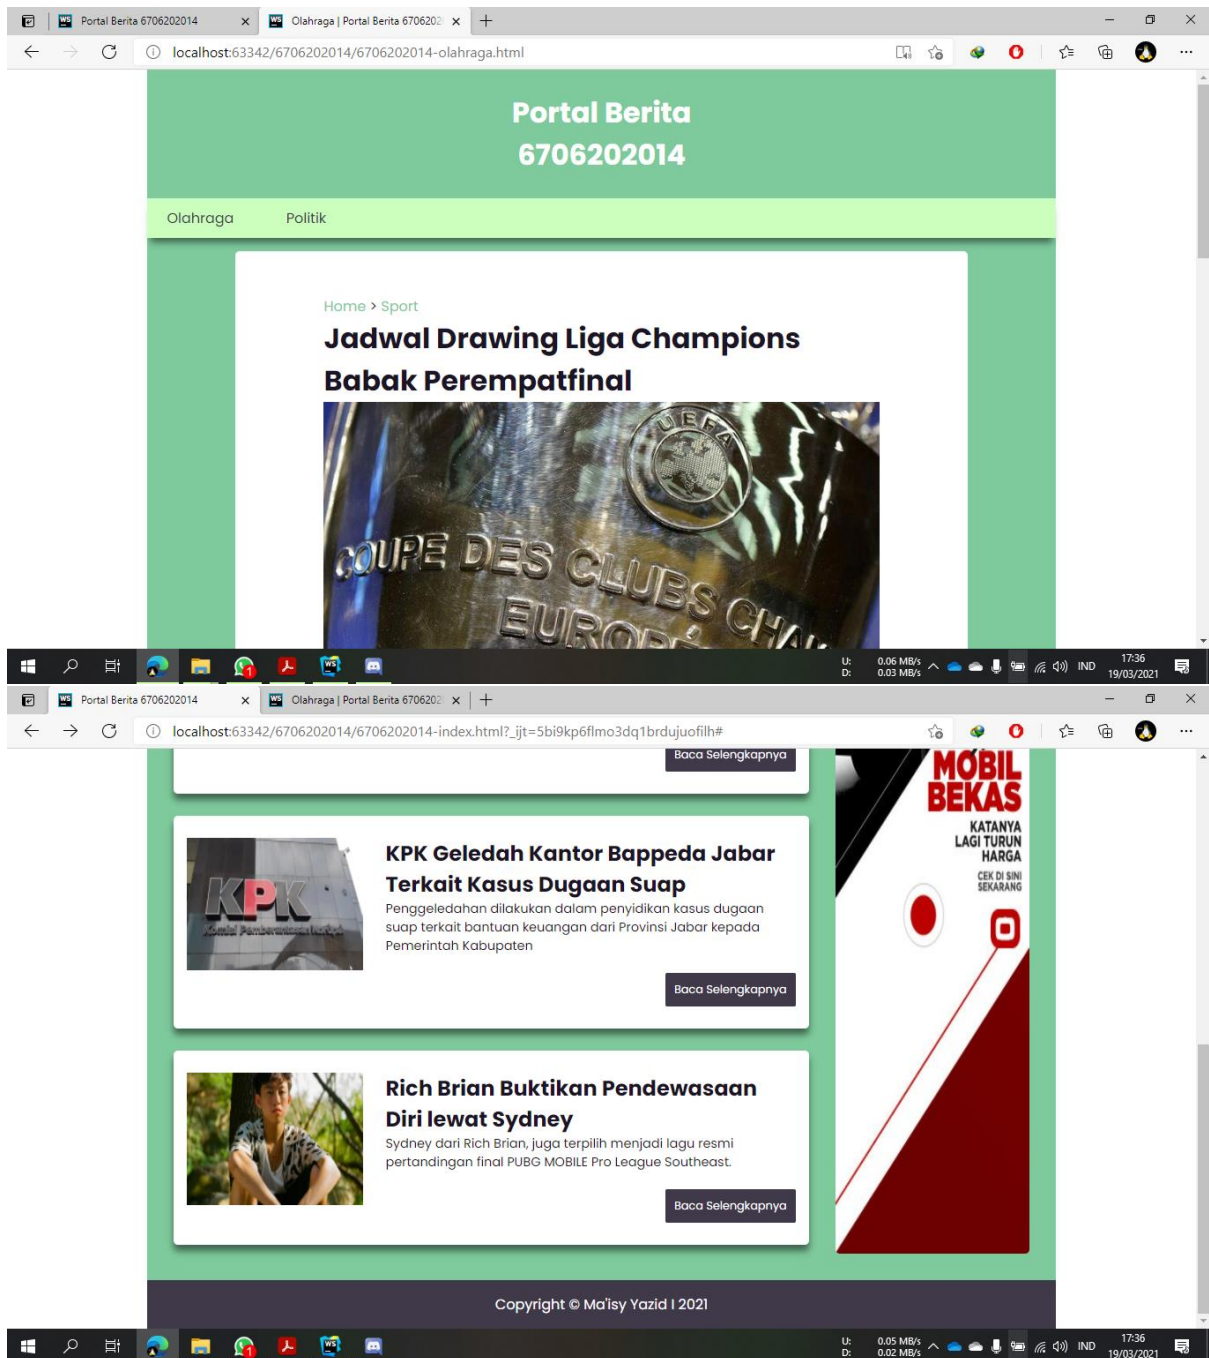 Portal Berita 6706202014
Olahraga | Portal Berita 6706202
localhost:63342/6706202014/6706202014-olahraga.html
Portal Berita
6706202014
Olahraga Politik
Home > Sport
Jadwal Drawing Liga Champions
Babak Perempatfinal
UEFA
COUPE DES CLUBS CHAM
EUROPÉ
U: 0.06 MB/s
D: 0.03 MB/s
IND
17:36
19/03/2021
Portal Berita 6706202014
Olahraga | Portal Berita 6706202
localhost:63342/6706202014/6706202014-index.html?_ijt=5bi9kp6flmo3dq1brdujuofilh#
Baca Selengkapnya
MOBIL
BEKAS
KATANYA
LAGI TURUN
HARGA
CEK DI SINI
SEKARANG
KPK
Komisi Pemberantasan Korupsi
KPK Geledah Kantor Bappeda Jabar
Terkait Kasus Dugaan Suap
Penggeledahan dilakukan dalam penyidikan kasus dugaan
suap terkait bantuan keuangan dari Provinsi Jabar kepada
Pemerintah Kabupaten
Baca Selengkapnya
Rich Brian Buktikan Pendewasaan
Diri lewat Sydney
Sydney dari Rich Brian, juga terpilih menjadi lagu resmi
pertandingan final PUBG MOBILE Pro League Southeast.
Baca Selengkapnya
Copyright © Ma'isy Yazid I 2021
U: 0.05 MB/s
D: 0.02 MB/s
IND
17:36
19/03/2021